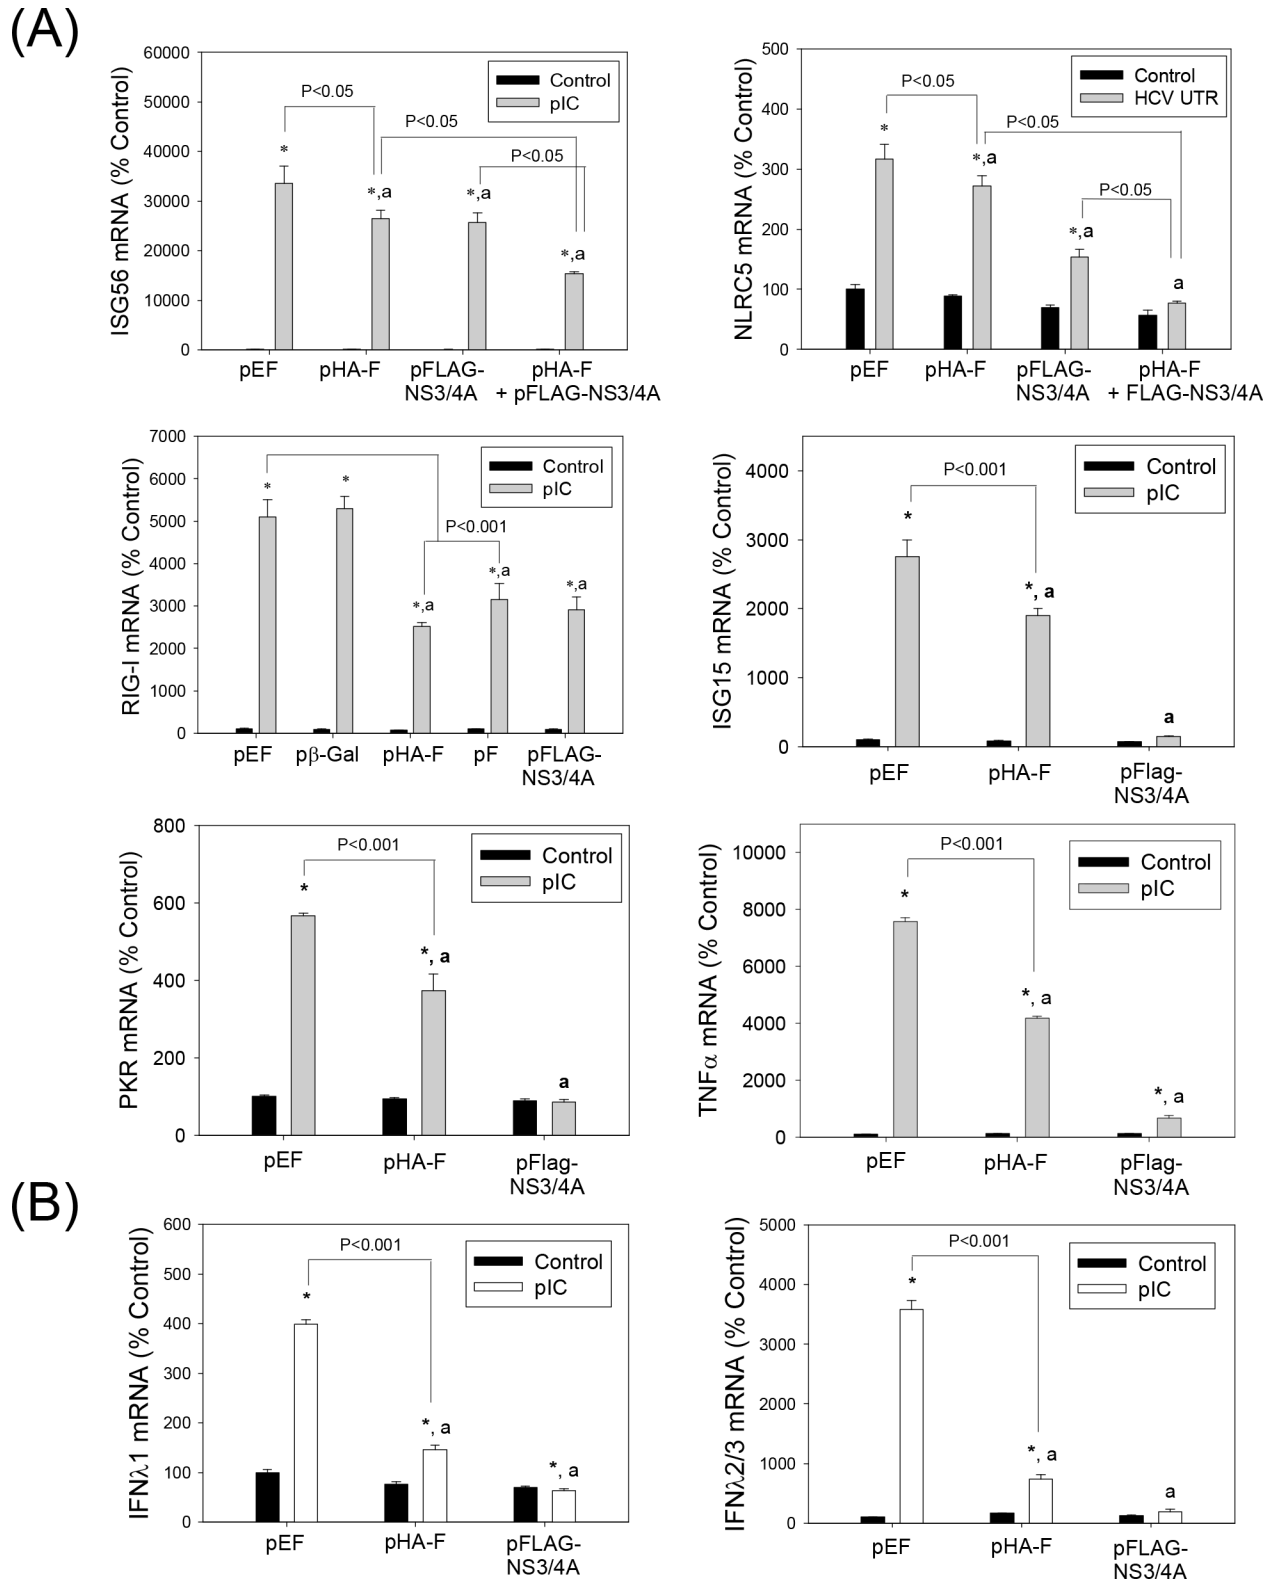 (A)
ISG56 mRNA (% Control)
60000
50000
40000
30000
20000
10000
0
Control
pIC
P<0.05
P<0.05
P<0.05
*
*,a
*,a
*,a
pEF
pHA-F
pFLAG-
NS3/4A
pHA-F
+ pFLAG-NS3/4A
NLRC5 mRNA (% Control)
500
400
300
200
100
0
Control
HCV UTR
P<0.05
P<0.05
P<0.05
*
*,a
*,a
a
pEF
pHA-F
pFLAG-
NS3/4A
pHA-F
+ FLAG-NS3/4A
RIG-I mRNA (% Control)
7000
6000
5000
4000
3000
2000
1000
0
Control
pIC
P<0.001
*
*
*,a
*,a
*,a
pEF
pβ-Gal
pHA-F
pF
pFLAG-
NS3/4A
ISG15 mRNA (% Control)
4000
3000
2000
1000
0
Control
pIC
P<0.001
*
*, a
a
pEF
pHA-F
pFlag-
NS3/4A
PKR mRNA (% Control)
800
600
400
200
0
Control
pIC
P<0.001
*
*, a
a
pEF
pHA-F
pFlag-
NS3/4A
TNFα mRNA (% Control)
10000
8000
6000
4000
2000
0
Control
pIC
P<0.001
*
*, a
*, a
pEF
pHA-F
pFlag-
NS3/4A
(B)
IFNλ1 mRNA (% Control)
600
500
400
300
200
100
0
Control
pIC
P<0.001
*
*, a
*, a
pEF
pHA-F
pFLAG-
NS3/4A
IFNλ2/3 mRNA (% Control)
5000
4000
3000
2000
1000
0
Control
pIC
P<0.001
*
*, a
a
pEF
pHA-F
pFLAG-
NS3/4A